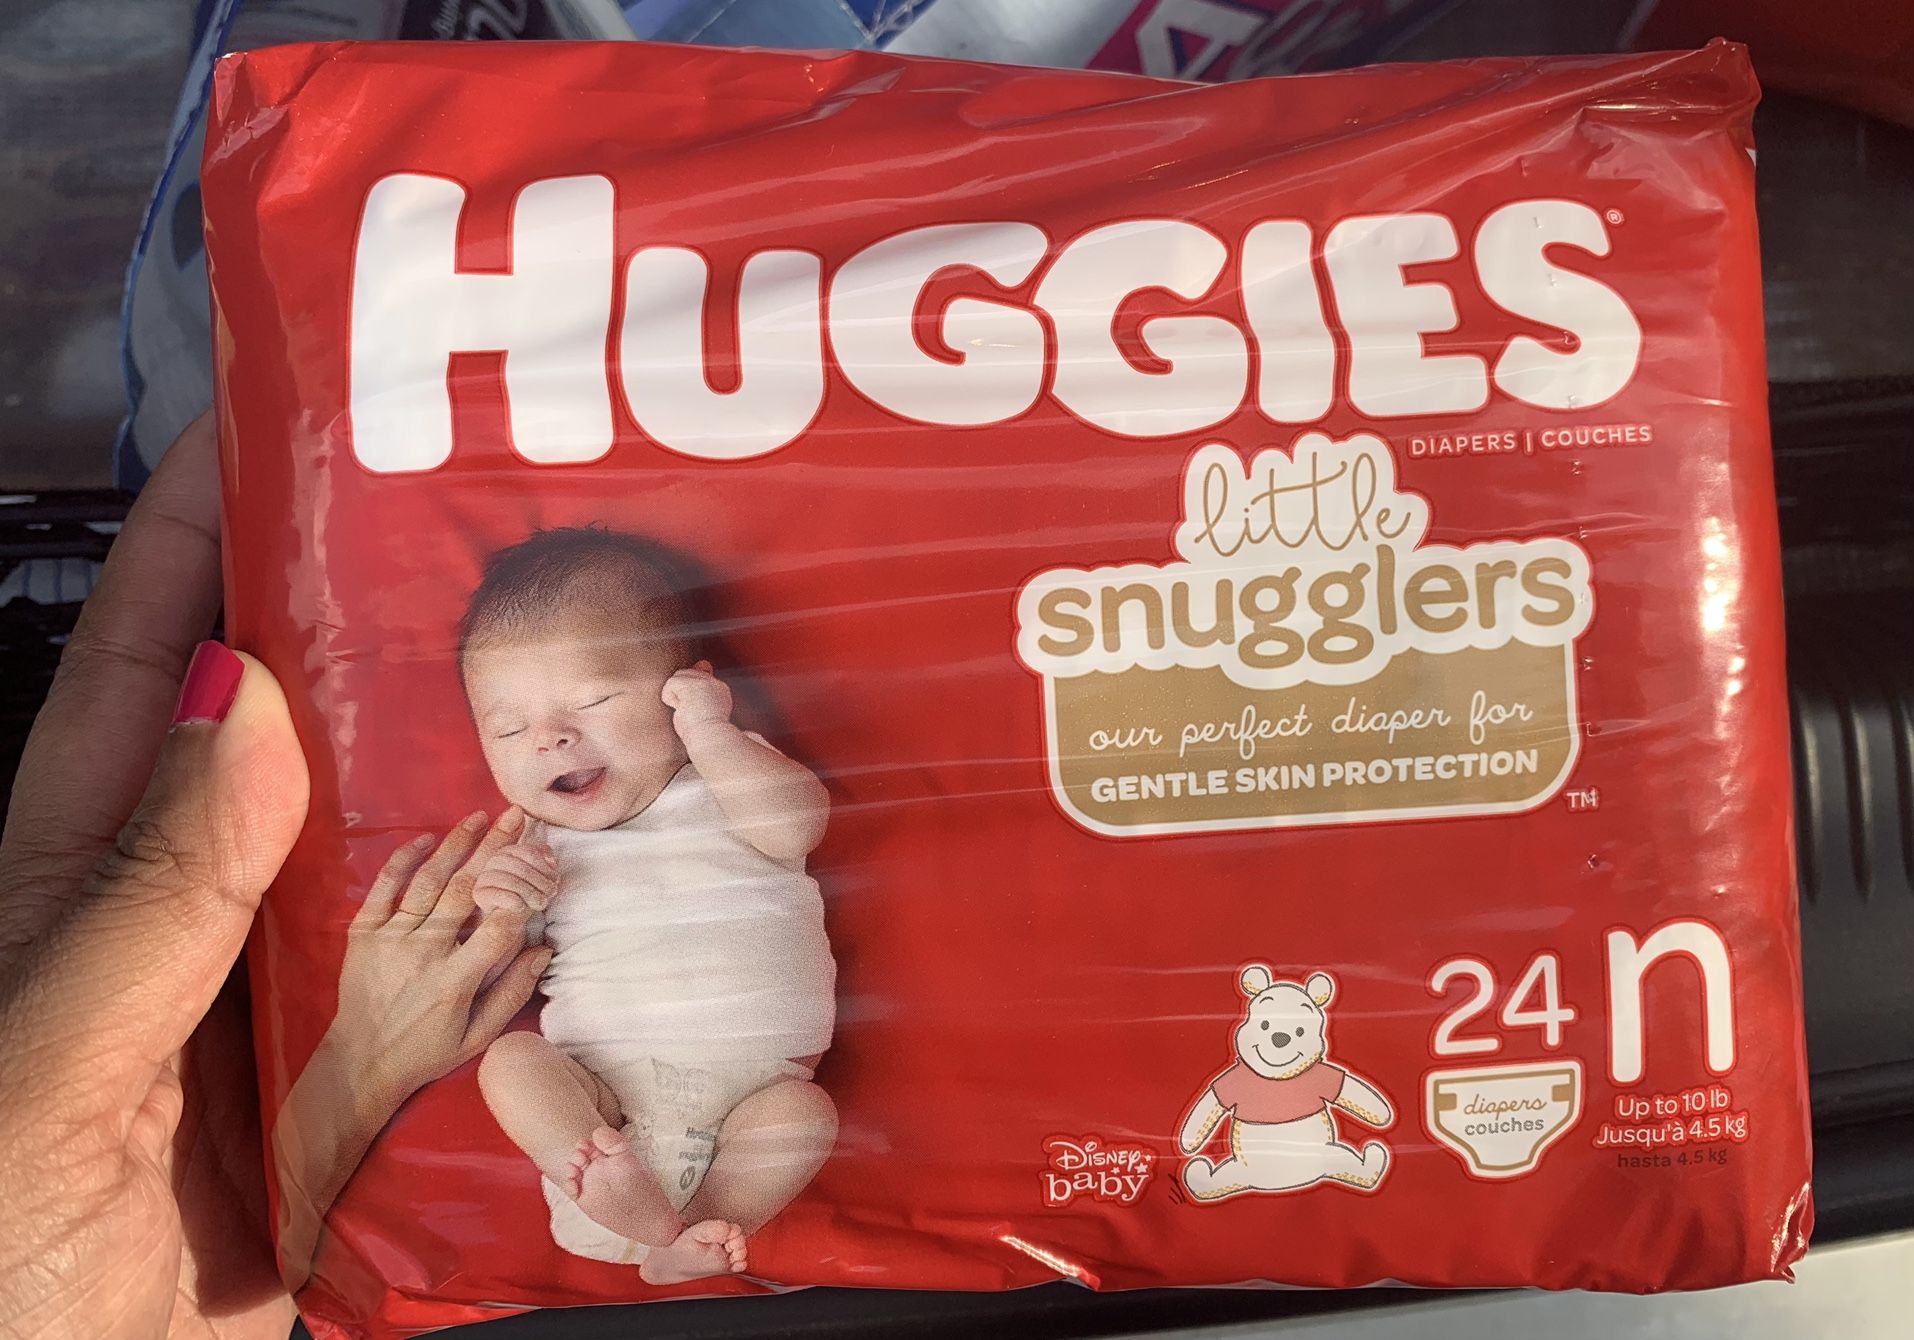 HUGGIES®
DIAPERS | COUCHES
little
snugglers
our perfect diaper for
GENTLE SKIN PROTECTION
TM
24 n
diapers
couches
Up to 10 lb
Jusqu'à 4.5 kg
hasta 4.5 kg
Disney
baby